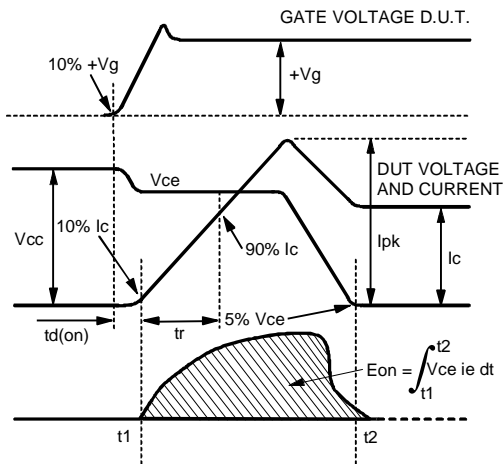 GATE VOLTAGE D.U.T.
10% +Vg
+Vg
Vce
DUT VOLTAGE
AND CURRENT
10% Ic
Vcc
90% Ic
Ipk
Ic
td(on)
tr
5% Vce
Eon = ∫ Vce ie dt
t2
t1
t1
t2